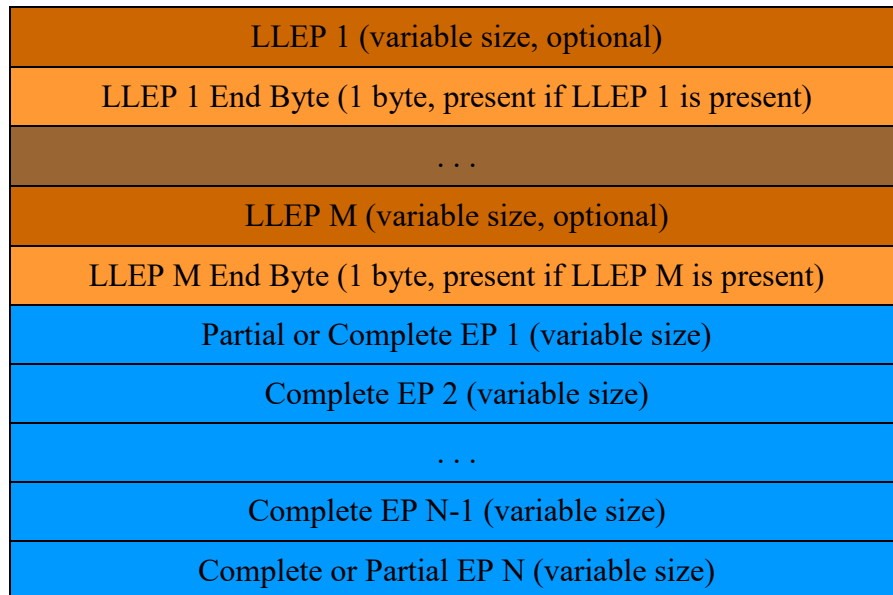 LLEP 1 (variable size, optional)
LLEP 1 End Byte (1 byte, present if LLEP 1 is present)
. . .
LLEP M (variable size, optional)
LLEP M End Byte (1 byte, present if LLEP M is present)
Partial or Complete EP 1 (variable size)
Complete EP 2 (variable size)
. . .
Complete EP N-1 (variable size)
Complete or Partial EP N (variable size)